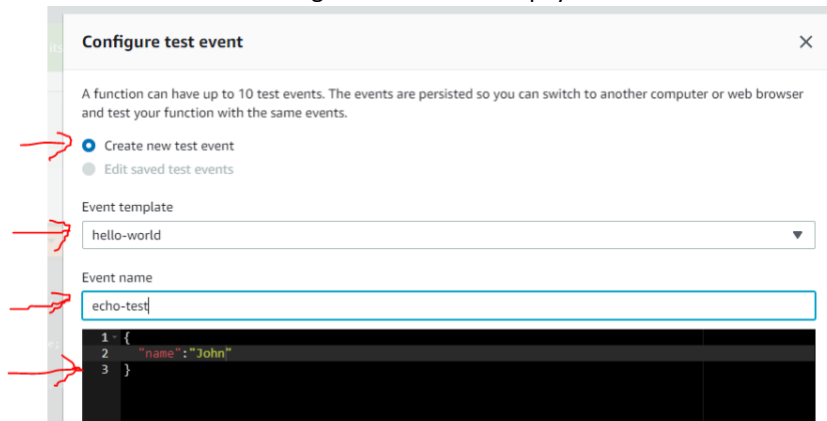 Configure test event
A function can have up to 10 test events. The events are persisted so you can switch to another computer or web browser
and test your function with the same events.
Create new test event
Edit saved test events
Event template
hello-world
Event name
echo-test
1 {
2 "name":"John"
3 }